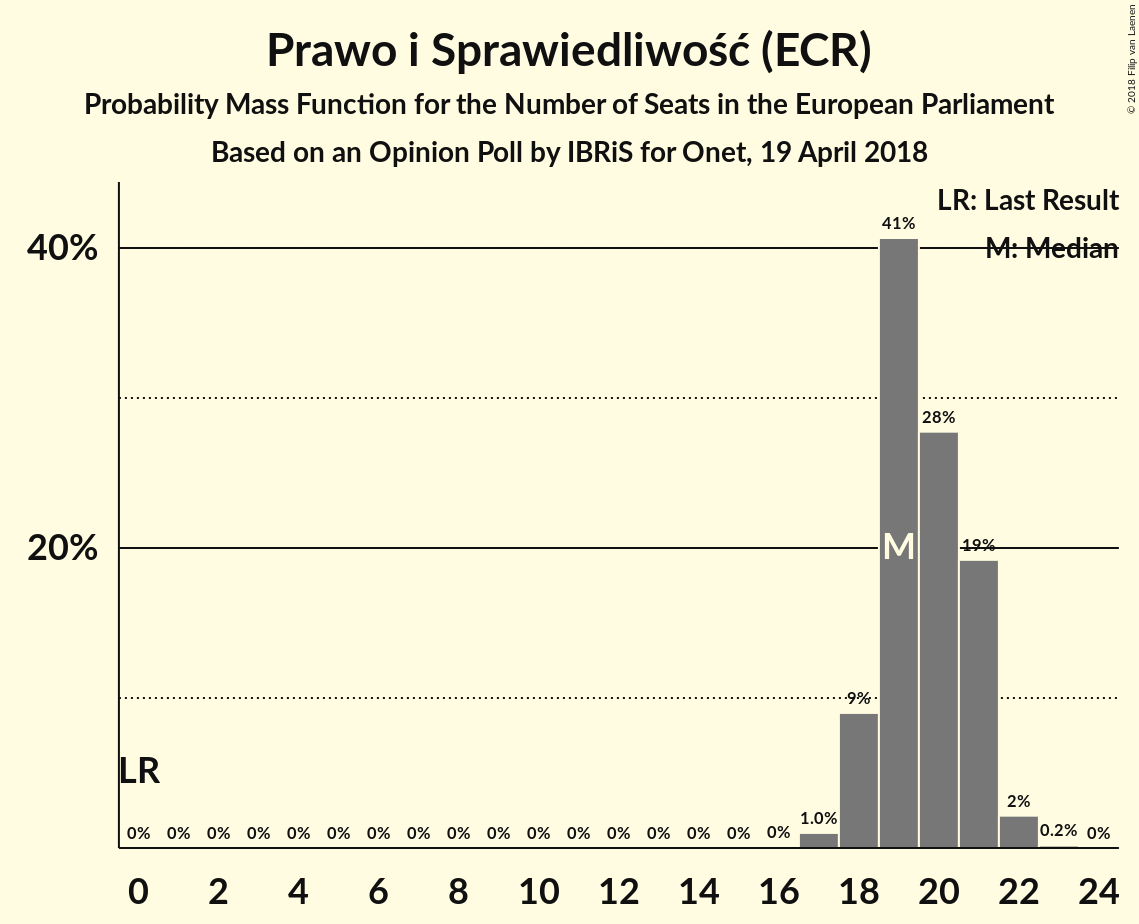 Prawo i Sprawiedliwość (ECR)
Probability Mass Function for the Number of Seats in the European Parliament
Based on an Opinion Poll by IBRiS for Onet, 19 April 2018
© 2018 Filip van Laenen
LR: Last Result
M: Median
40%
20%
41%
28%
M
19%
9%
LR
0% 0% 0% 0% 0% 0% 0% 0% 0% 0% 0% 0% 0% 0% 0% 0% 0% 1.0% 2% 0.2% 0%
0 2 4 6 8 10 12 14 16 18 20 22 24